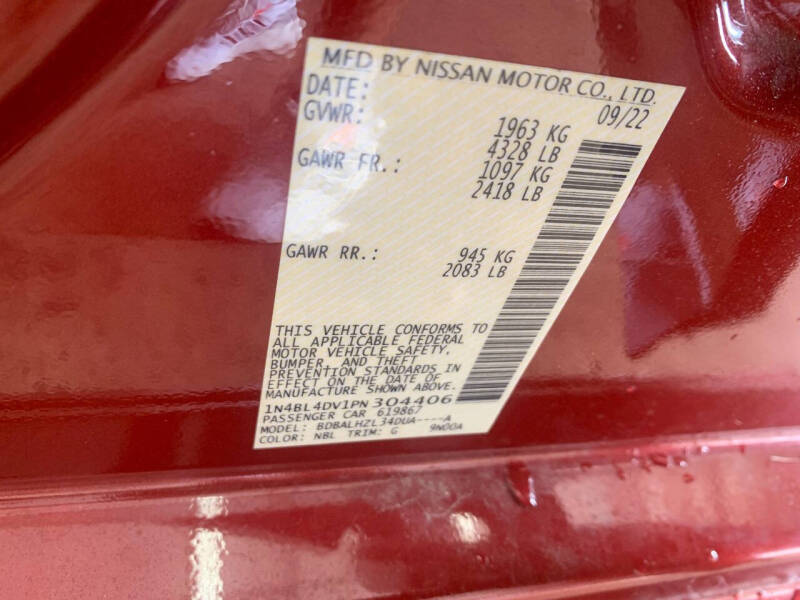 MFD BY NISSAN MOTOR CO., LTD.
DATE: 09/22
GVWR: 1963 KG
4328 LB
GAWR FR.: 1097 KG
2418 LB
GAWR RR.: 945 KG
2083 LB
THIS VEHICLE CONFORMS TO
ALL APPLICABLE FEDERAL
MOTOR VEHICLE SAFETY,
BUMPER, AND THEFT
PREVENTION STANDARDS IN
EFFECT ON THE DATE OF
MANUFACTURE SHOWN ABOVE.
1N4BL4DV1PN304406
PASSENGER CAR 619867
MODEL: BDBALHZL34DUA----A
COLOR: NBL TRIM: G 9N00A